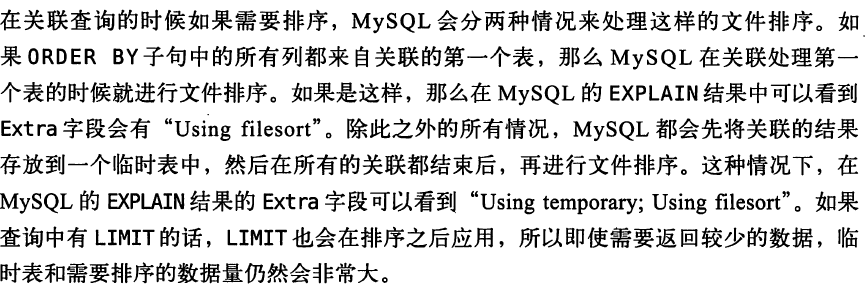 在关联查询的时候如果需要排序，MySQL 会分两种情况来处理这样的文件排序。如
果 ORDER BY 子句中的所有列都来自关联的第一个表，那么 MySQL 在关联处理第一
个表的时候就进行文件排序。如果是这样，那么在 MySQL 的 EXPLAIN 结果中可以看到
Extra 字段会有“Using filesort”。除此之外的所有情况，MySQL 都会先将关联的结果
存放到一个临时表中，然后在所有的关联都结束后，再进行文件排序。这种情况下，在
MySQL 的 EXPLAIN 结果的 Extra 字段可以看到“Using temporary; Using filesort”。如果
查询中有 LIMIT 的话，LIMIT 也会在排序之后应用，所以即使需要返回较少的数据，临
时表和需要排序的数据量仍然会非常大。